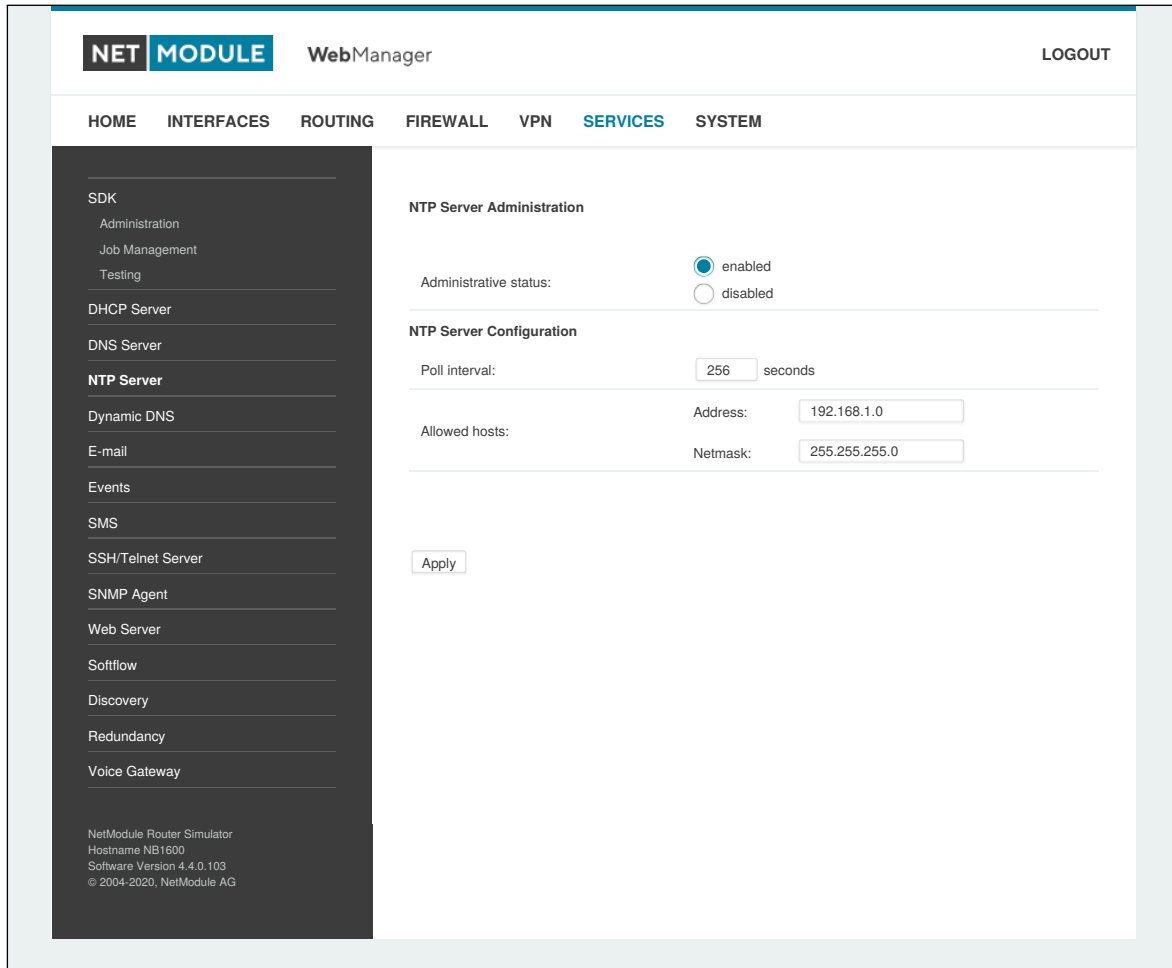 NET MODULE WebManager LOGOUT
HOME INTERFACES ROUTING FIREWALL VPN SERVICES SYSTEM
SDK
Administration
Job Management
Testing
DHCP Server
DNS Server
NTP Server
Dynamic DNS
E-mail
Events
SMS
SSH/Telnet Server
SNMP Agent
Web Server
Softflow
Discovery
Redundancy
Voice Gateway
NetModule Router Simulator
Hostname NB1600
Software Version 4.4.0.103
© 2004-2020, NetModule AG
NTP Server Administration
Administrative status:
enabled
disabled
NTP Server Configuration
Poll interval: 256 seconds
Allowed hosts:
Address: 192.168.1.0
Netmask: 255.255.255.0
Apply